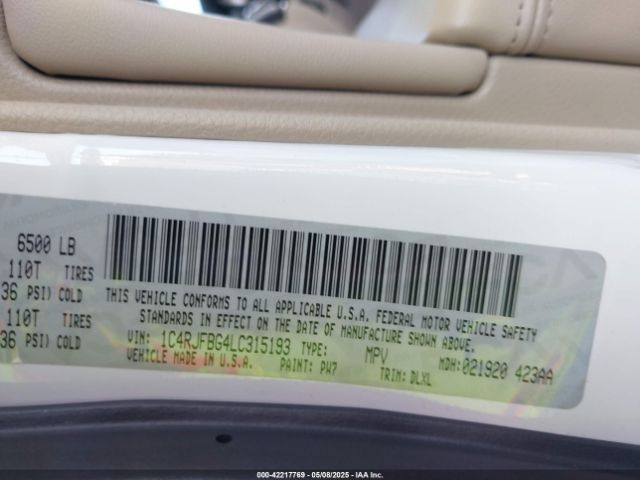 6500 LB
110T TIRES
36 PSI) COLD
110T TIRES
36 PSI) COLD
THIS VEHICLE CONFORMS TO ALL APPLICABLE U.S.A. FEDERAL MOTOR VEHICLE SAFETY
STANDARDS IN EFFECT ON THE DATE OF MANUFACTURE SHOWN ABOVE.
VIN: 1C4RJFBG4LC315193 TYPE: MPV MDH:021920 423AA
VEHICLE MADE IN U.S.A. PAINT: PW7 TRIM: DLXL
000-42217769 - 05/08/2025 - IAA Inc.